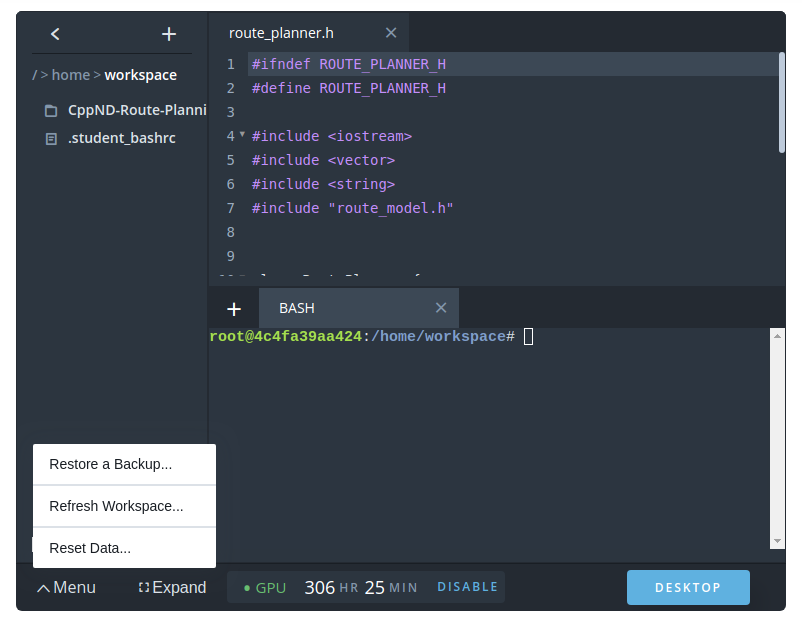 / > home > workspace
CppND-Route-Planni
.student_bashrc
route_planner.h
1 #ifndef ROUTE_PLANNER_H
2 #define ROUTE_PLANNER_H
3
4 #include <iostream>
5 #include <vector>
6 #include <string>
7 #include "route_model.h"
8
9
BASH
root@4c4fa39aa424:/home/workspace#
Restore a Backup...
Refresh Workspace...
Reset Data...
Menu
Expand
GPU 306 HR 25 MIN DISABLE
DESKTOP